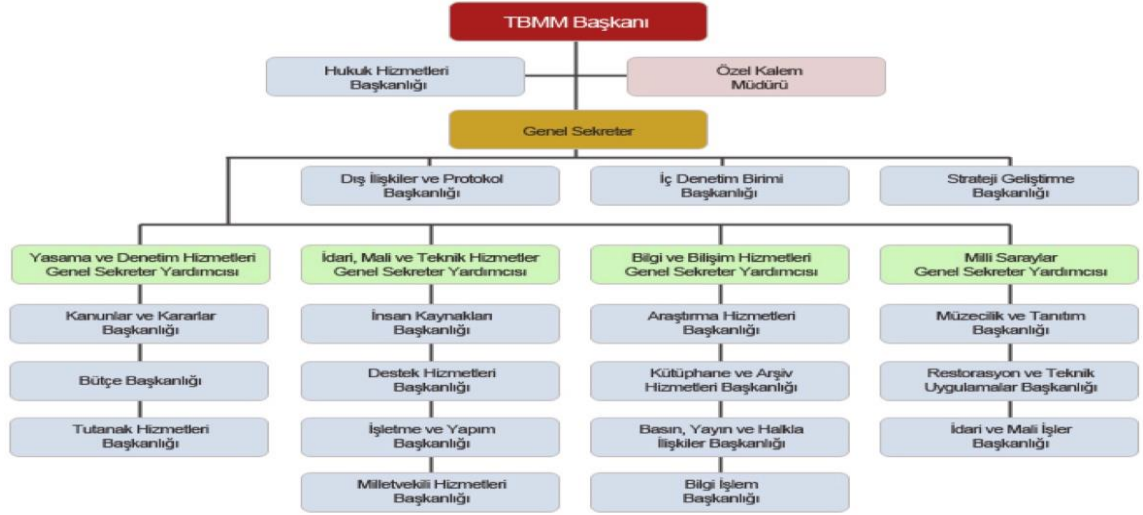 TBMM Başkanı
Hukuk Hizmetleri
Başkanlığı
Özel Kalem
Müdürü
Genel Sekreter
Dış İlişkiler ve Protokol
Başkanlığı
İç Denetim Birimi
Başkanlığı
Strateji Geliştirme
Başkanlığı
Yasama ve Denetim Hizmetleri
Genel Sekreter Yardımcısı
İdari, Mali ve Teknik Hizmetler
Genel Sekreter Yardımcısı
Bilgi ve Bilişim Hizmetleri
Genel Sekreter Yardımcısı
Milli Saraylar
Genel Sekreter Yardımcısı
Kanunlar ve Kararlar
Başkanlığı
İnsan Kaynakları
Başkanlığı
Araştırma Hizmetleri
Başkanlığı
Müzecilik ve Tanıtım
Başkanlığı
Bütçe Başkanlığı
Destek Hizmetleri
Başkanlığı
Kütüphane ve Arşiv
Hizmetleri Başkanlığı
Restorasyon ve Teknik
Uygulamalar Başkanlığı
Tutanak Hizmetleri
Başkanlığı
İşletme ve Yapım
Başkanlığı
Basın, Yayın ve Halkla
İlişkiler Başkanlığı
İdari ve Mali İşler
Başkanlığı
Milletvekili Hizmetleri
Başkanlığı
Bilgi İşlem
Başkanlığı